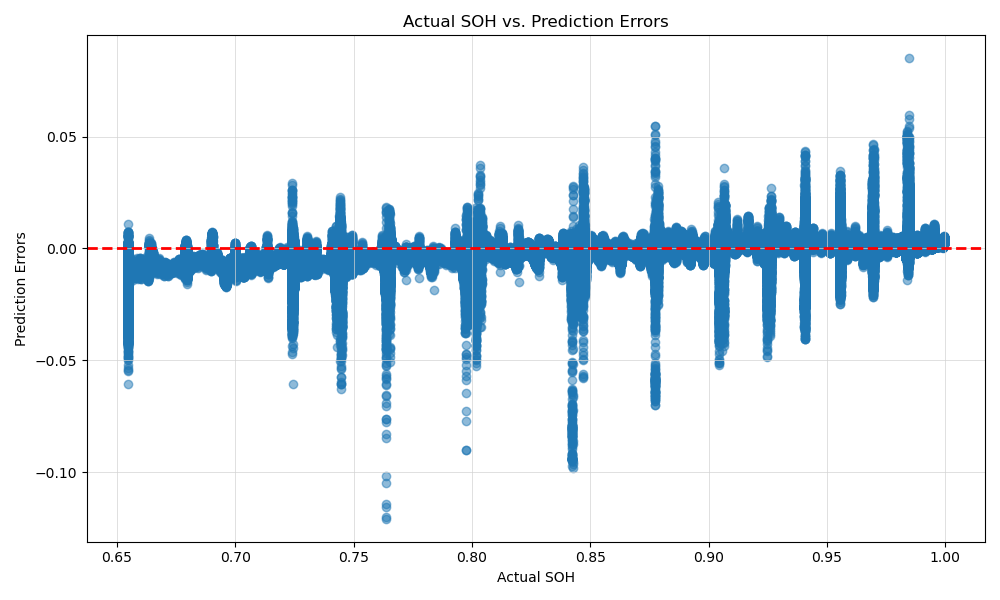 Actual SOH vs. Prediction Errors
Prediction Errors
0.05
0.00
−0.05
−0.10
0.65 0.70 0.75 0.80 0.85 0.90 0.95 1.00
Actual SOH